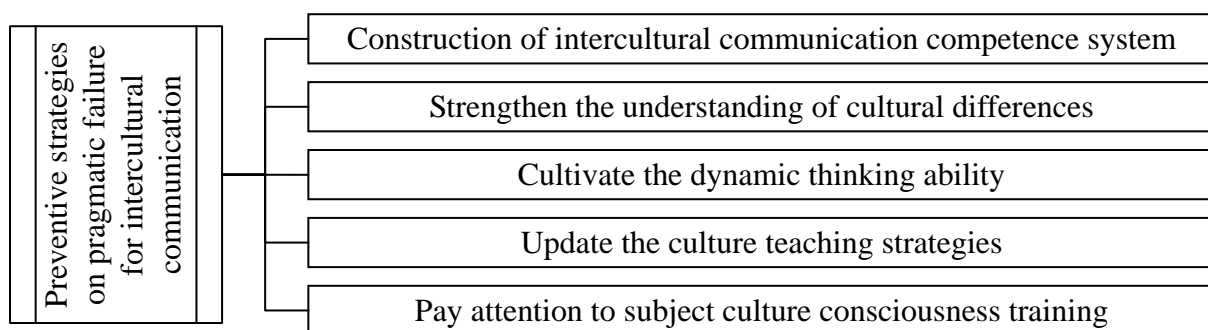 Preventive strategies
on pragmatic failure
for intercultural
communication
Construction of intercultural communication competence system
Strengthen the understanding of cultural differences
Cultivate the dynamic thinking ability
Update the culture teaching strategies
Pay attention to subject culture consciousness training